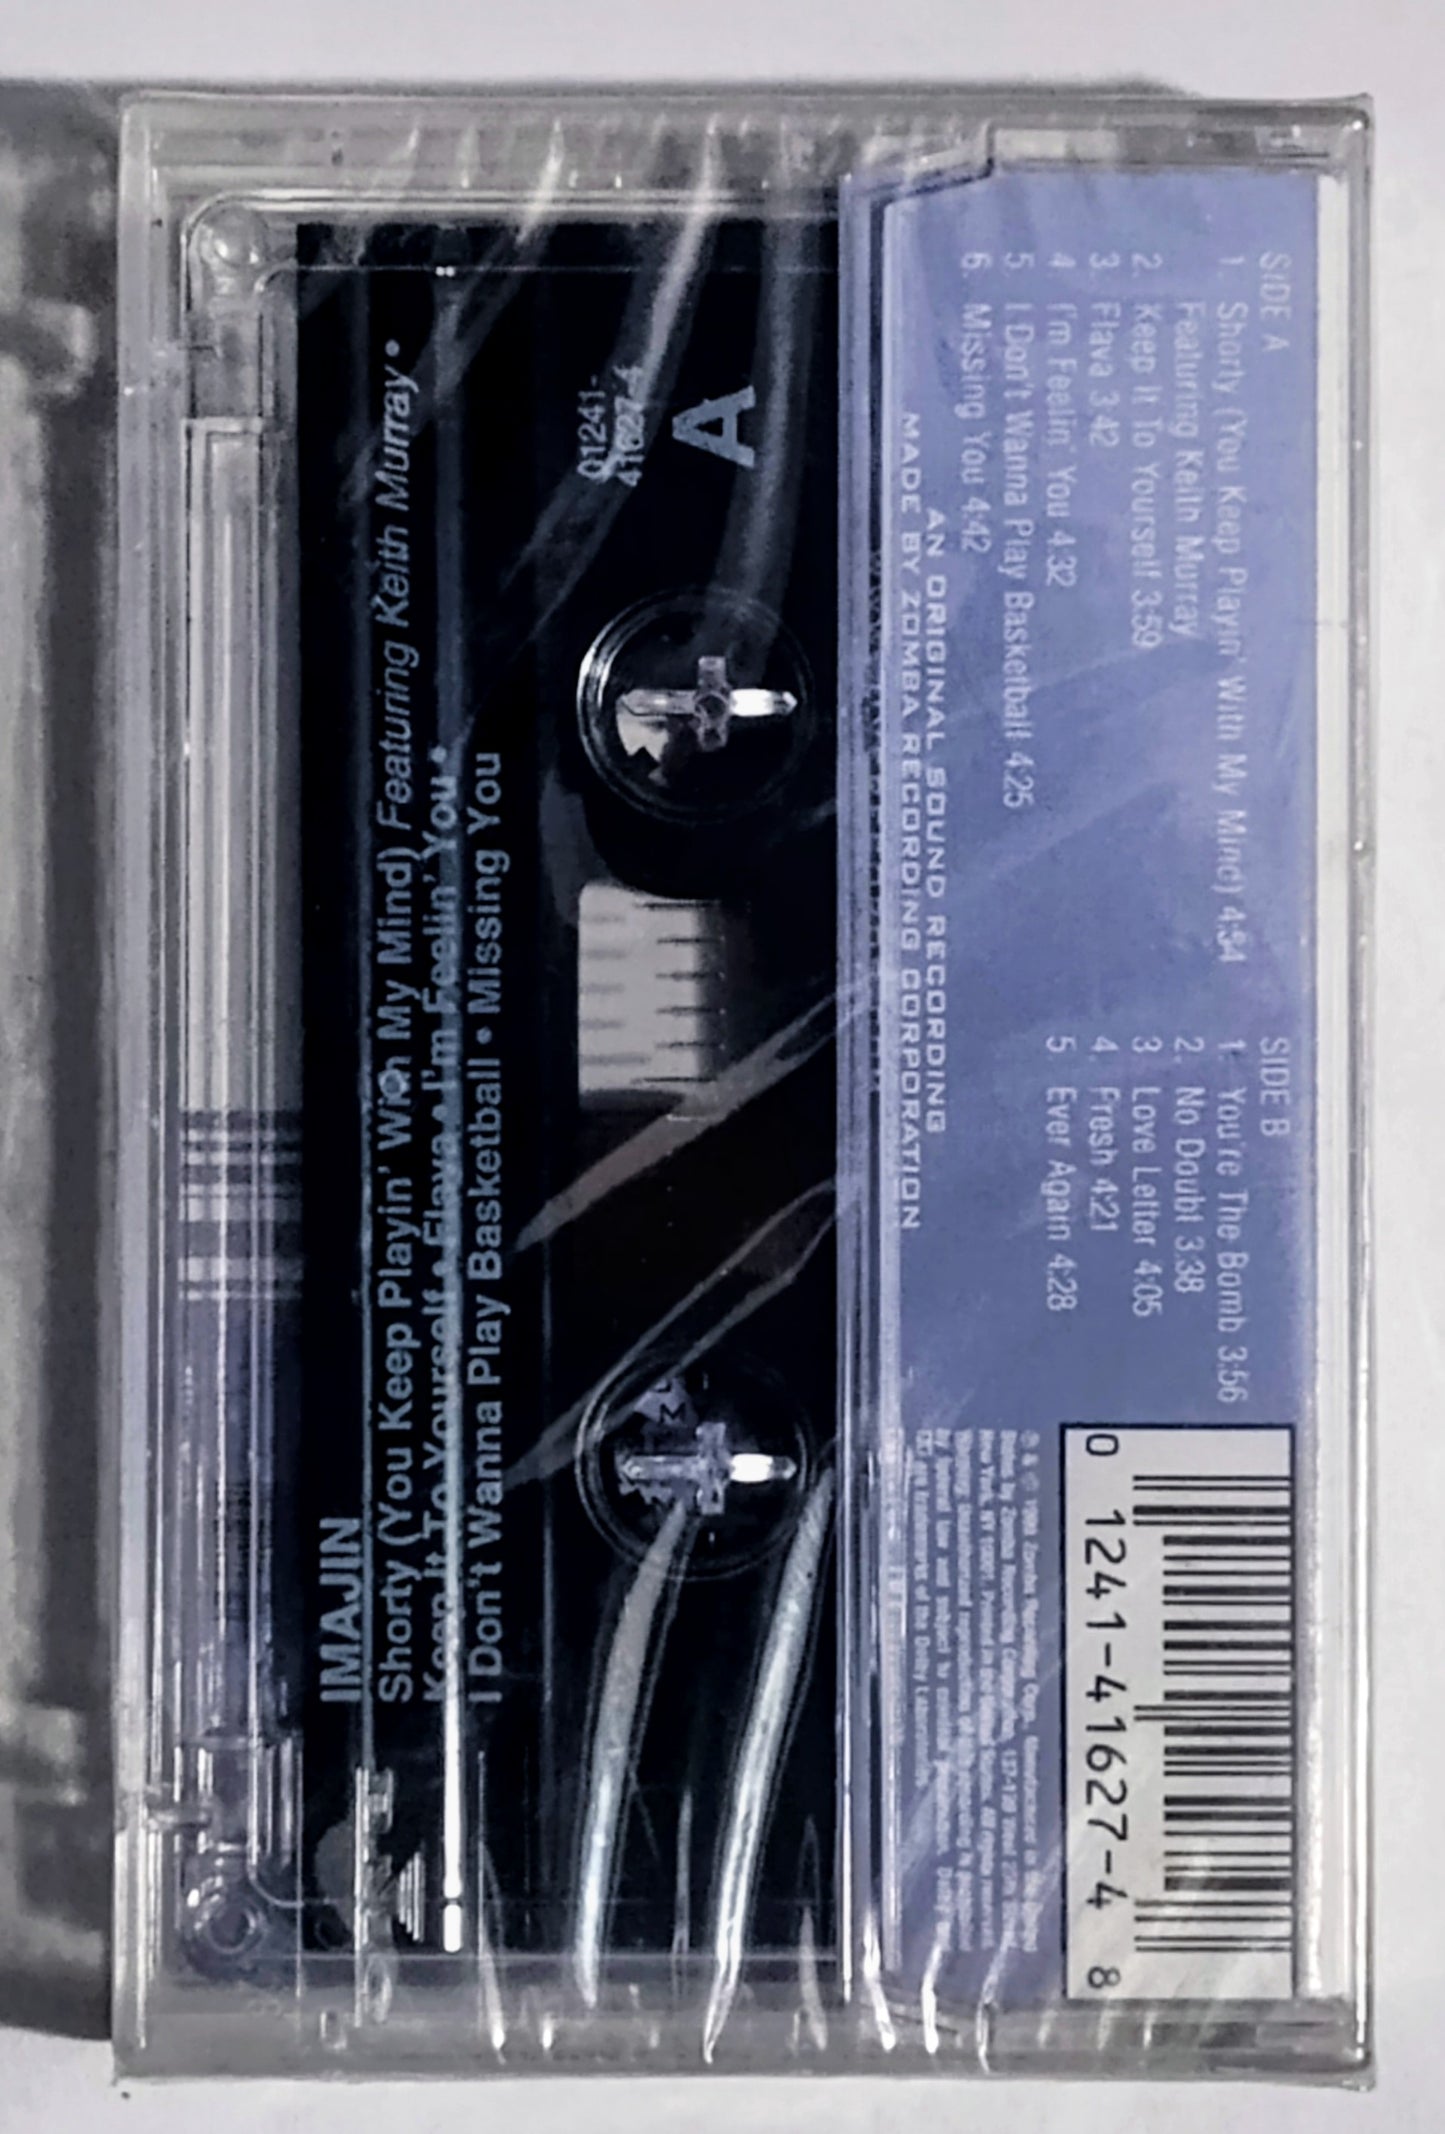 SIDE A
1. Shorty (You Keep Playin' With My Mind) 4:34
Featuring Keith Murray
2. Keep It To Yourself 3:59
3. Flava 3:42
4. I'm Feelin' You 4:32
5. I Don't Wanna Play Basketball 4:25
6. Missing You 4:42
SIDE B
1. You're The Bomb 3:56
2. No Doubt 3:38
3. Love Letter 4:05
4. Fresh 4:21
5. Ever Again 4:28
AN ORIGINAL SOUND RECORDING
MADE BY ZOMBA RECORDING CORPORATION
0 1241-41627-4 8
A
01241-
41627-4
IMAJIN
Shorty (You Keep Playin' With My Mind) Featuring Keith Murray •
Keep It To Yourself • Flava • I'm Feelin' You •
I Don't Wanna Play Basketball • Missing You